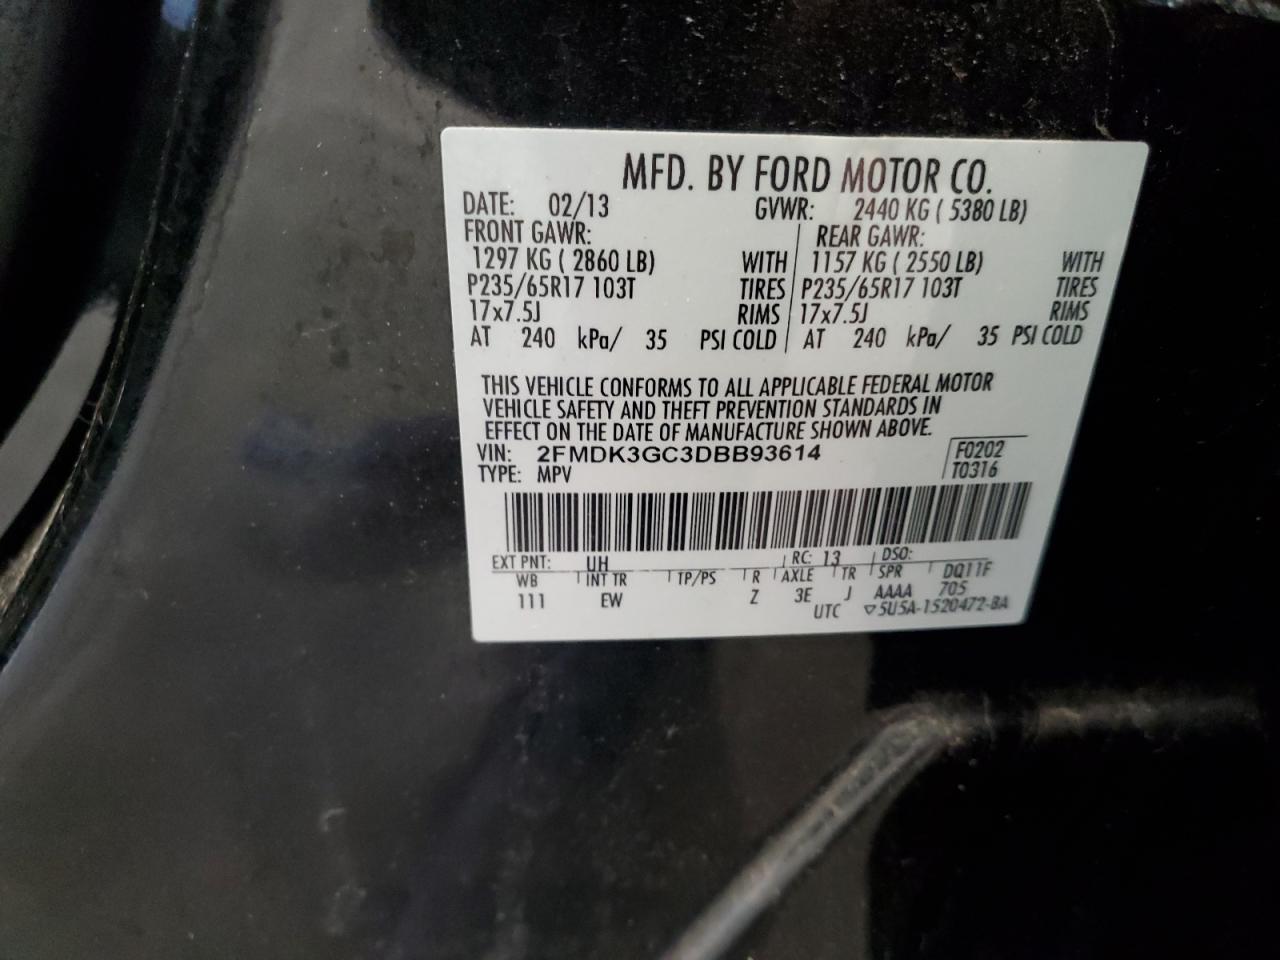 MFD. BY FORD MOTOR CO.
DATE: 02/13 GVWR: 2440 KG ( 5380 LB)
FRONT GAWR: REAR GAWR:
1297 KG ( 2860 LB) WITH 1157 KG ( 2550 LB) WITH
P235/65R17 103T TIRES P235/65R17 103T TIRES
17x7.5J RIMS 17x7.5J RIMS
AT 240 kPa/ 35 PSI COLD AT 240 kPa/ 35 PSI COLD
THIS VEHICLE CONFORMS TO ALL APPLICABLE FEDERAL MOTOR
VEHICLE SAFETY AND THEFT PREVENTION STANDARDS IN
EFFECT ON THE DATE OF MANUFACTURE SHOWN ABOVE.
VIN: 2FMDK3GC3DBB93614 F0202
TYPE: MPV T0316
EXT PNT: UH RC: 13 DSO:
WB INT TR TP/PS R AXLE TR SPR DQ11F
111 EW Z 3E J AAAA 705
UTC ▽5U5A-1520472-BA